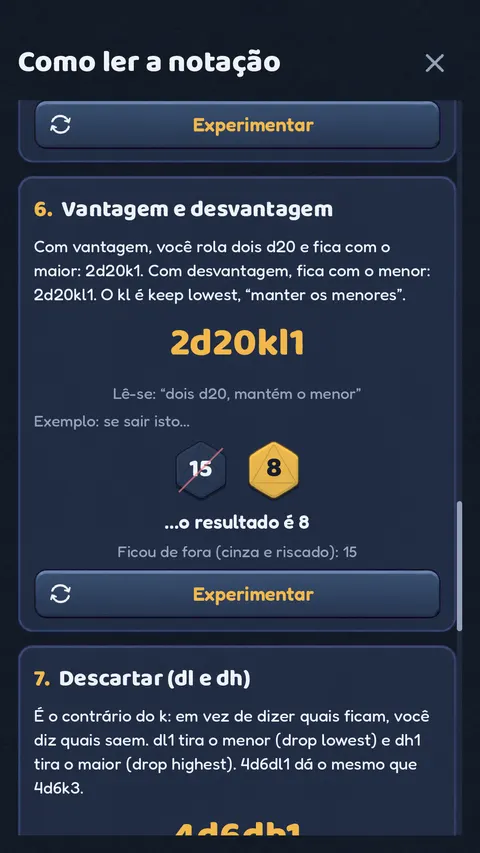 Como ler a notação
Experimentar
6. Vantagem e desvantagem
Com vantagem, você rola dois d20 e fica com o
maior: 2d20k1. Com desvantagem, fica com o menor:
2d20kl1. O kl é keep lowest, “manter os menores”.
2d20kl1
Lê-se: “dois d20, mantém o menor”
Exemplo: se sair isto...
15 8
...o resultado é 8
Ficou de fora (cinza e riscado): 15
Experimentar
7. Descartar (dl e dh)
É o contrário do k: em vez de dizer quais ficam, você
diz quais saem. dl1 tira o menor (drop lowest) e dh1
tira o maior (drop highest). 4d6dl1 dá o mesmo que
4d6k3.
4d6dh1